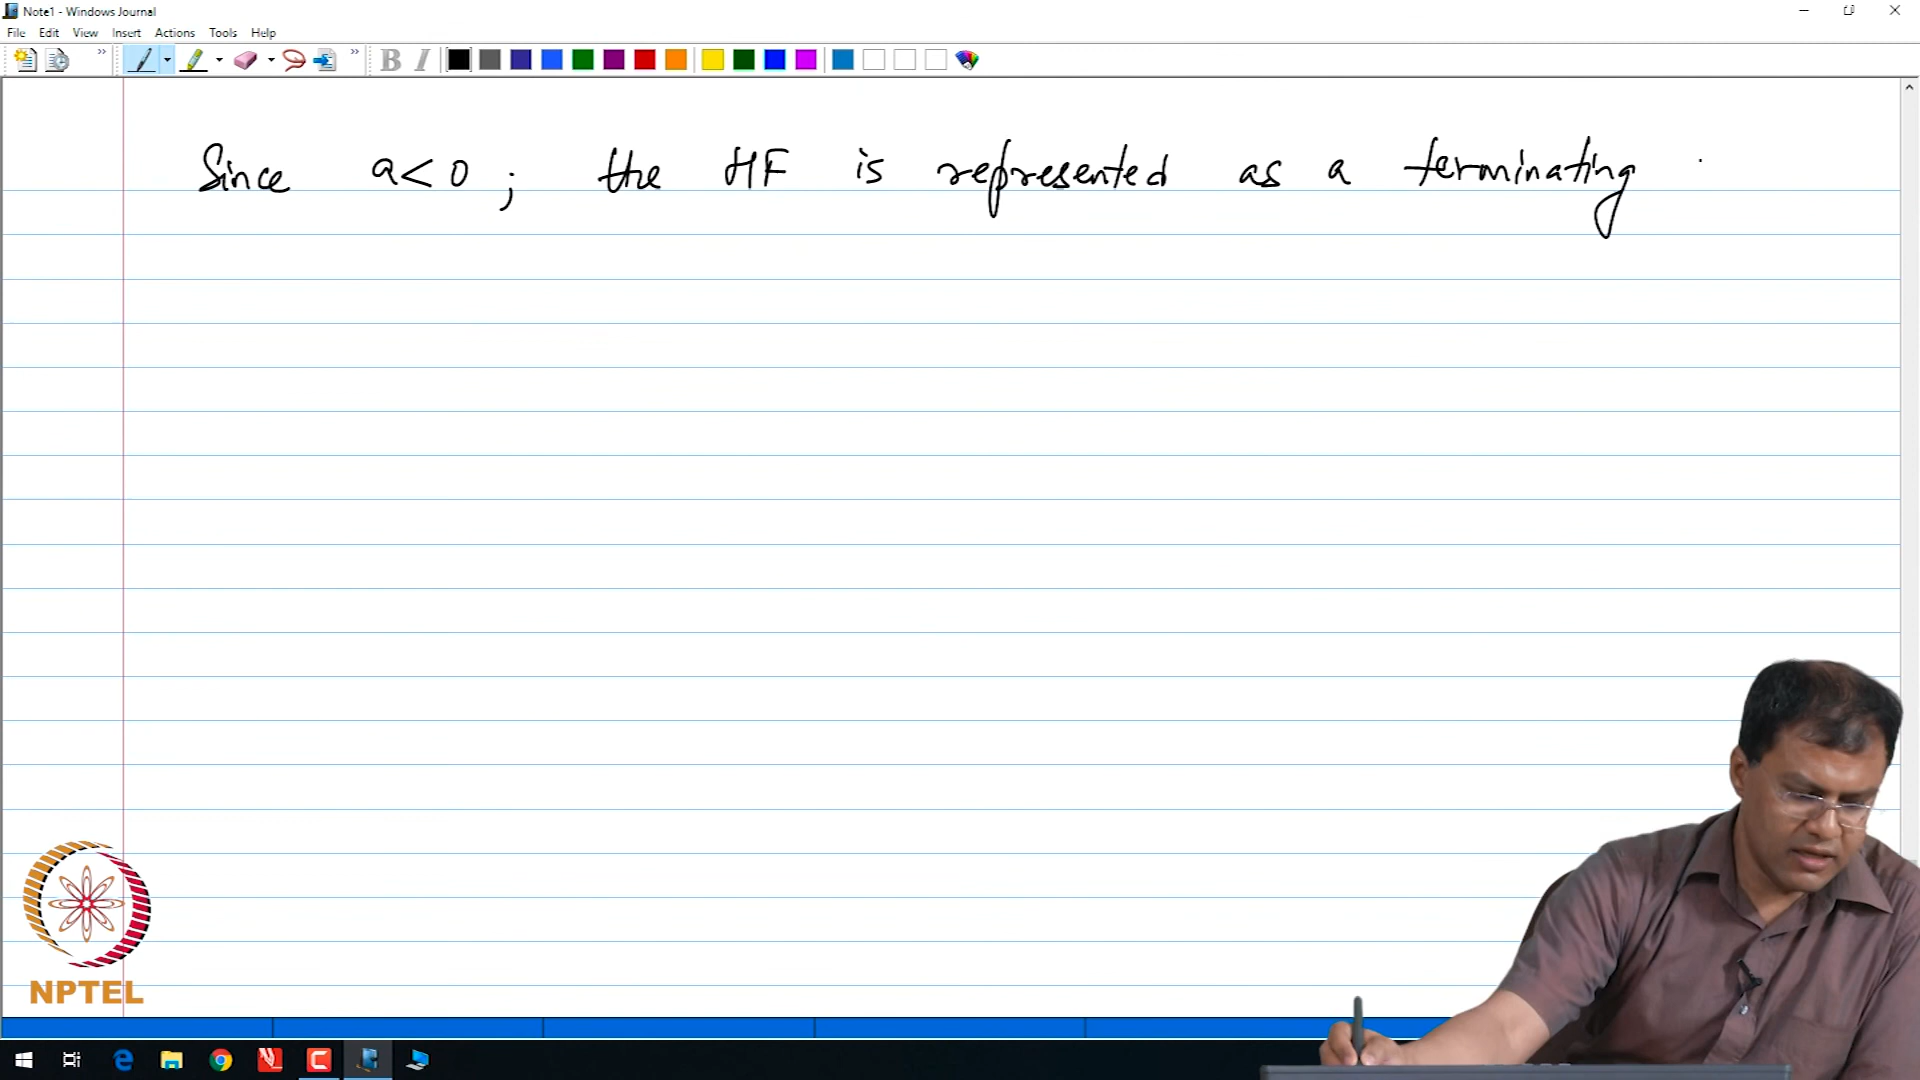 Note1 - Windows Journal
File Edit View Insert Actions Tools Help
B I
Since a<0 ; the HF is represented as a terminating
NPTEL